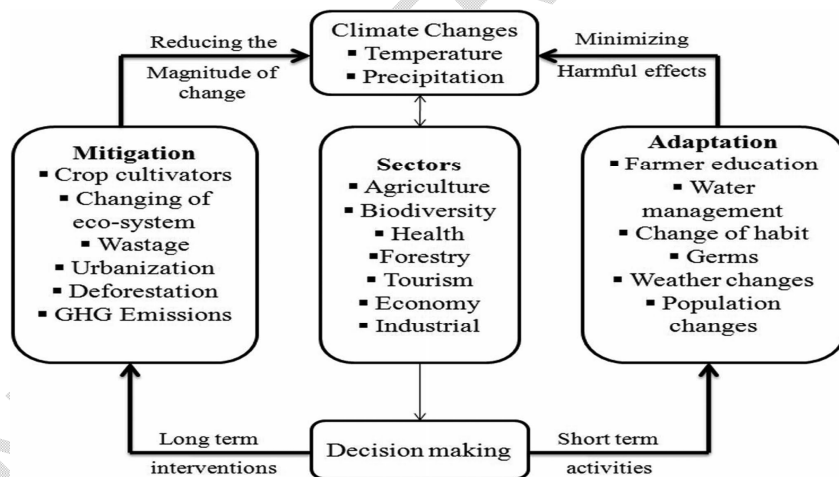 Reducing the
Magnitude of
change
Climate Changes
▪ Temperature
▪ Precipitation
Minimizing
Harmful effects
Mitigation
▪ Crop cultivators
▪ Changing of
eco-system
▪ Wastage
▪ Urbanization
▪ Deforestation
▪ GHG Emissions
Sectors
▪ Agriculture
▪ Biodiversity
▪ Health
▪ Forestry
▪ Tourism
▪ Economy
▪ Industrial
Adaptation
▪ Farmer education
▪ Water
management
▪ Change of habit
▪ Germs
▪ Weather changes
▪ Population
changes
Long term
interventions
Decision making
Short term
activities